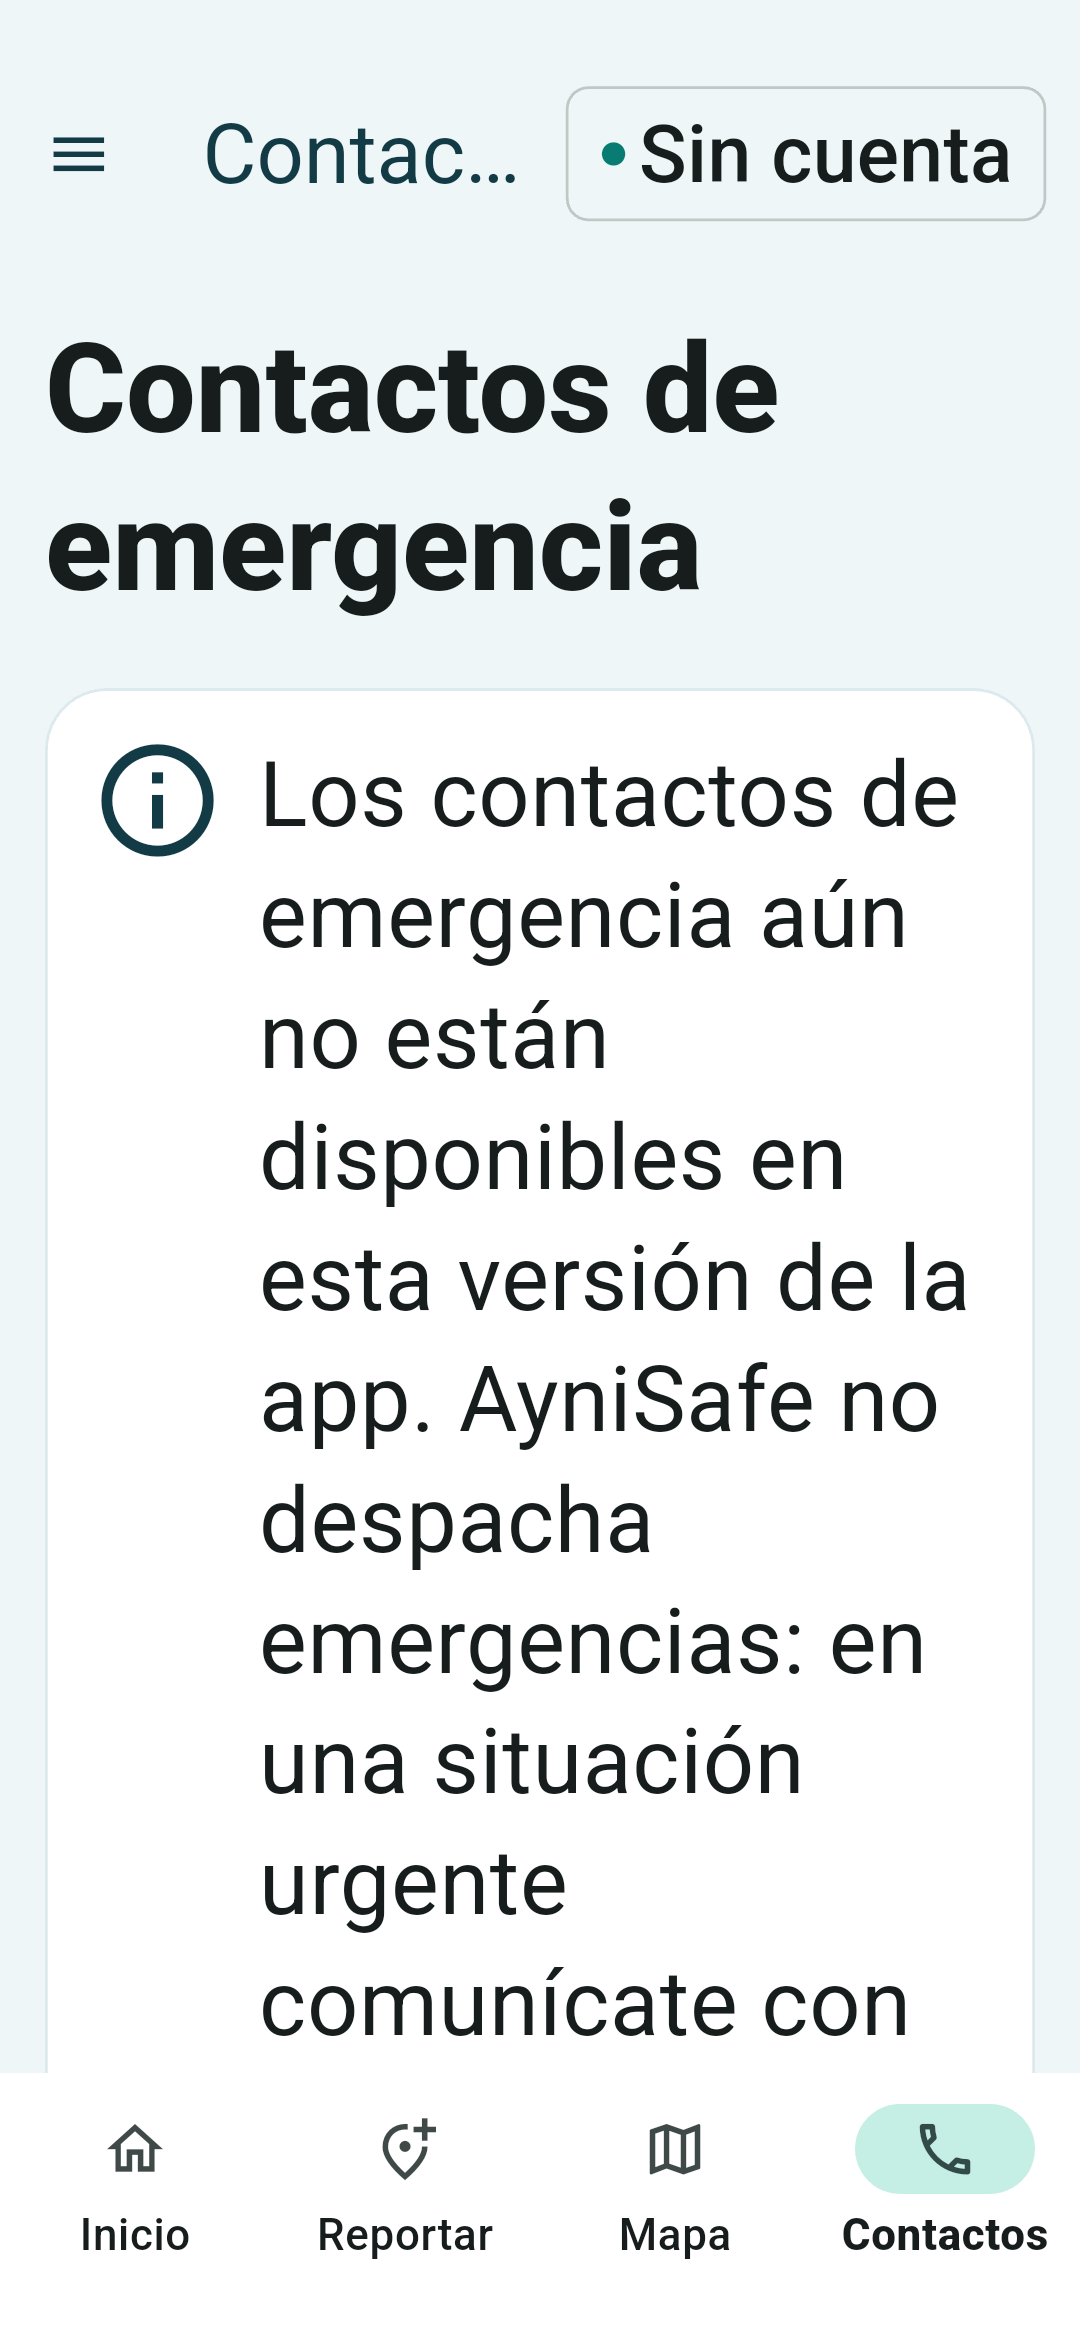 Contac...
Sin cuenta
Contactos de
emergencia
Los contactos de
emergencia aún
no están
disponibles en
esta versión de la
app. AyniSafe no
despacha
emergencias: en
una situación
urgente
comunícate con
Inicio
Reportar
Mapa
Contactos